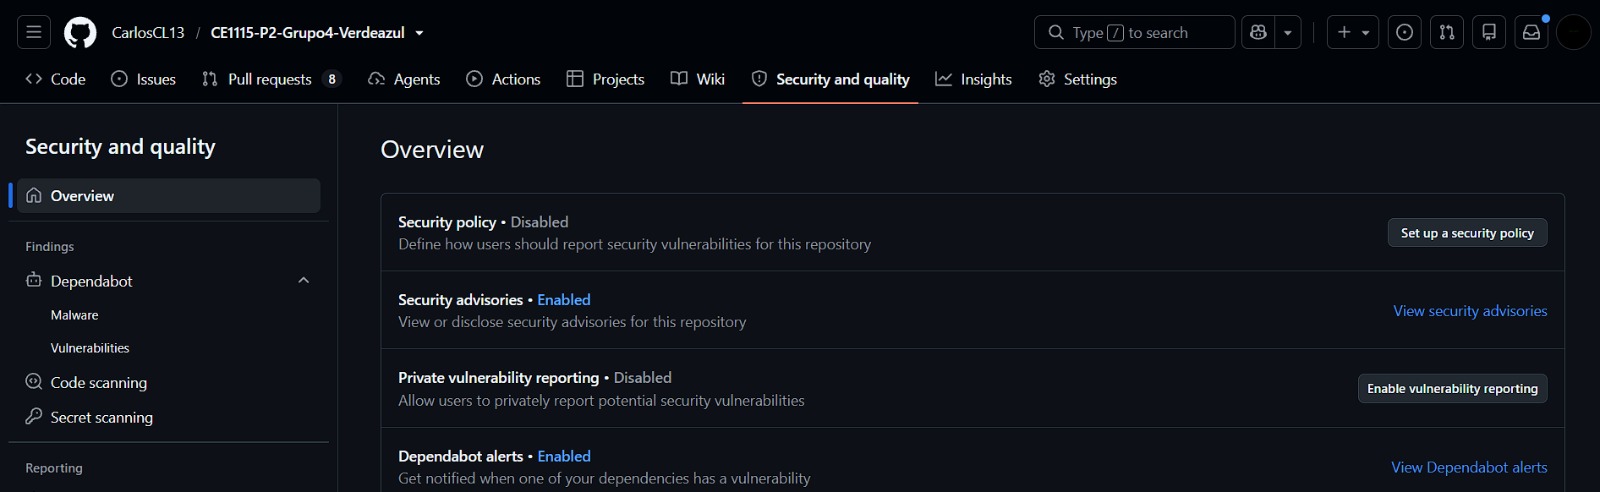 CarlosCL13 / CE1115-P2-Grupo4-Verdeazul
Type / to search
Code
Issues
Pull requests 8
Agents
Actions
Projects
Wiki
Security and quality
Insights
Settings
Security and quality
Overview
Findings
Dependabot
Malware
Vulnerabilities
Code scanning
Secret scanning
Reporting
Overview
Security policy • Disabled
Define how users should report security vulnerabilities for this repository
Set up a security policy
Security advisories • Enabled
View or disclose security advisories for this repository
View security advisories
Private vulnerability reporting • Disabled
Allow users to privately report potential security vulnerabilities
Enable vulnerability reporting
Dependabot alerts • Enabled
Get notified when one of your dependencies has a vulnerability
View Dependabot alerts